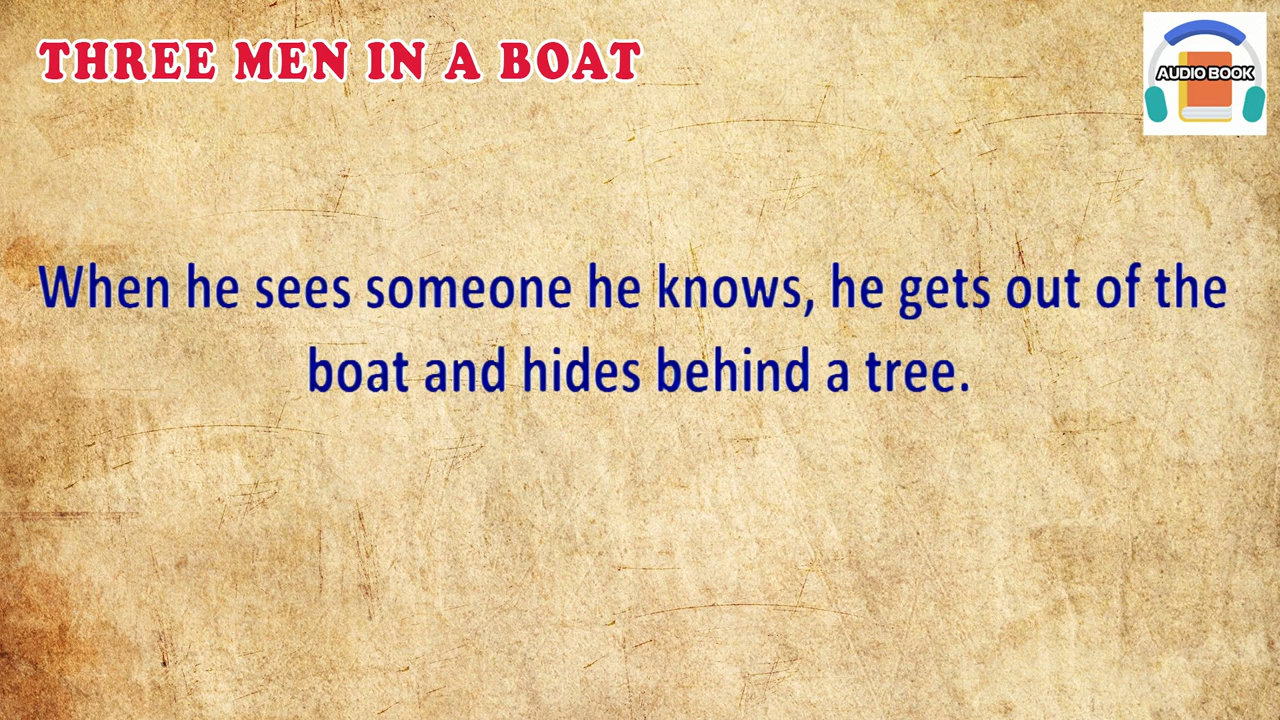 THREE MEN IN A BOAT
AUDIO BOOK
When he sees someone he knows, he gets out of the
boat and hides behind a tree.